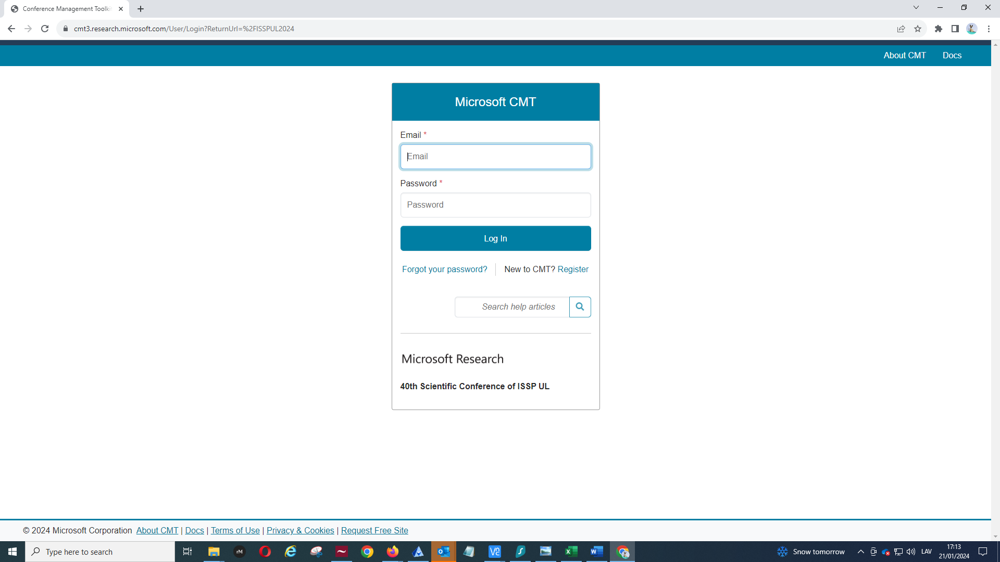 Conference Management Toolki
cmt3.research.microsoft.com/User/Login?ReturnUrl=%2FISSPUL2024
About CMT Docs
Microsoft CMT
Email *
Email
Password *
Password
Log In
Forgot your password? New to CMT? Register
Search help articles
Microsoft Research
40th Scientific Conference of ISSP UL
© 2024 Microsoft Corporation About CMT | Docs | Terms of Use | Privacy & Cookies | Request Free Site
Type here to search
rM
Snow tomorrow
LAV
17:13
21/01/2024